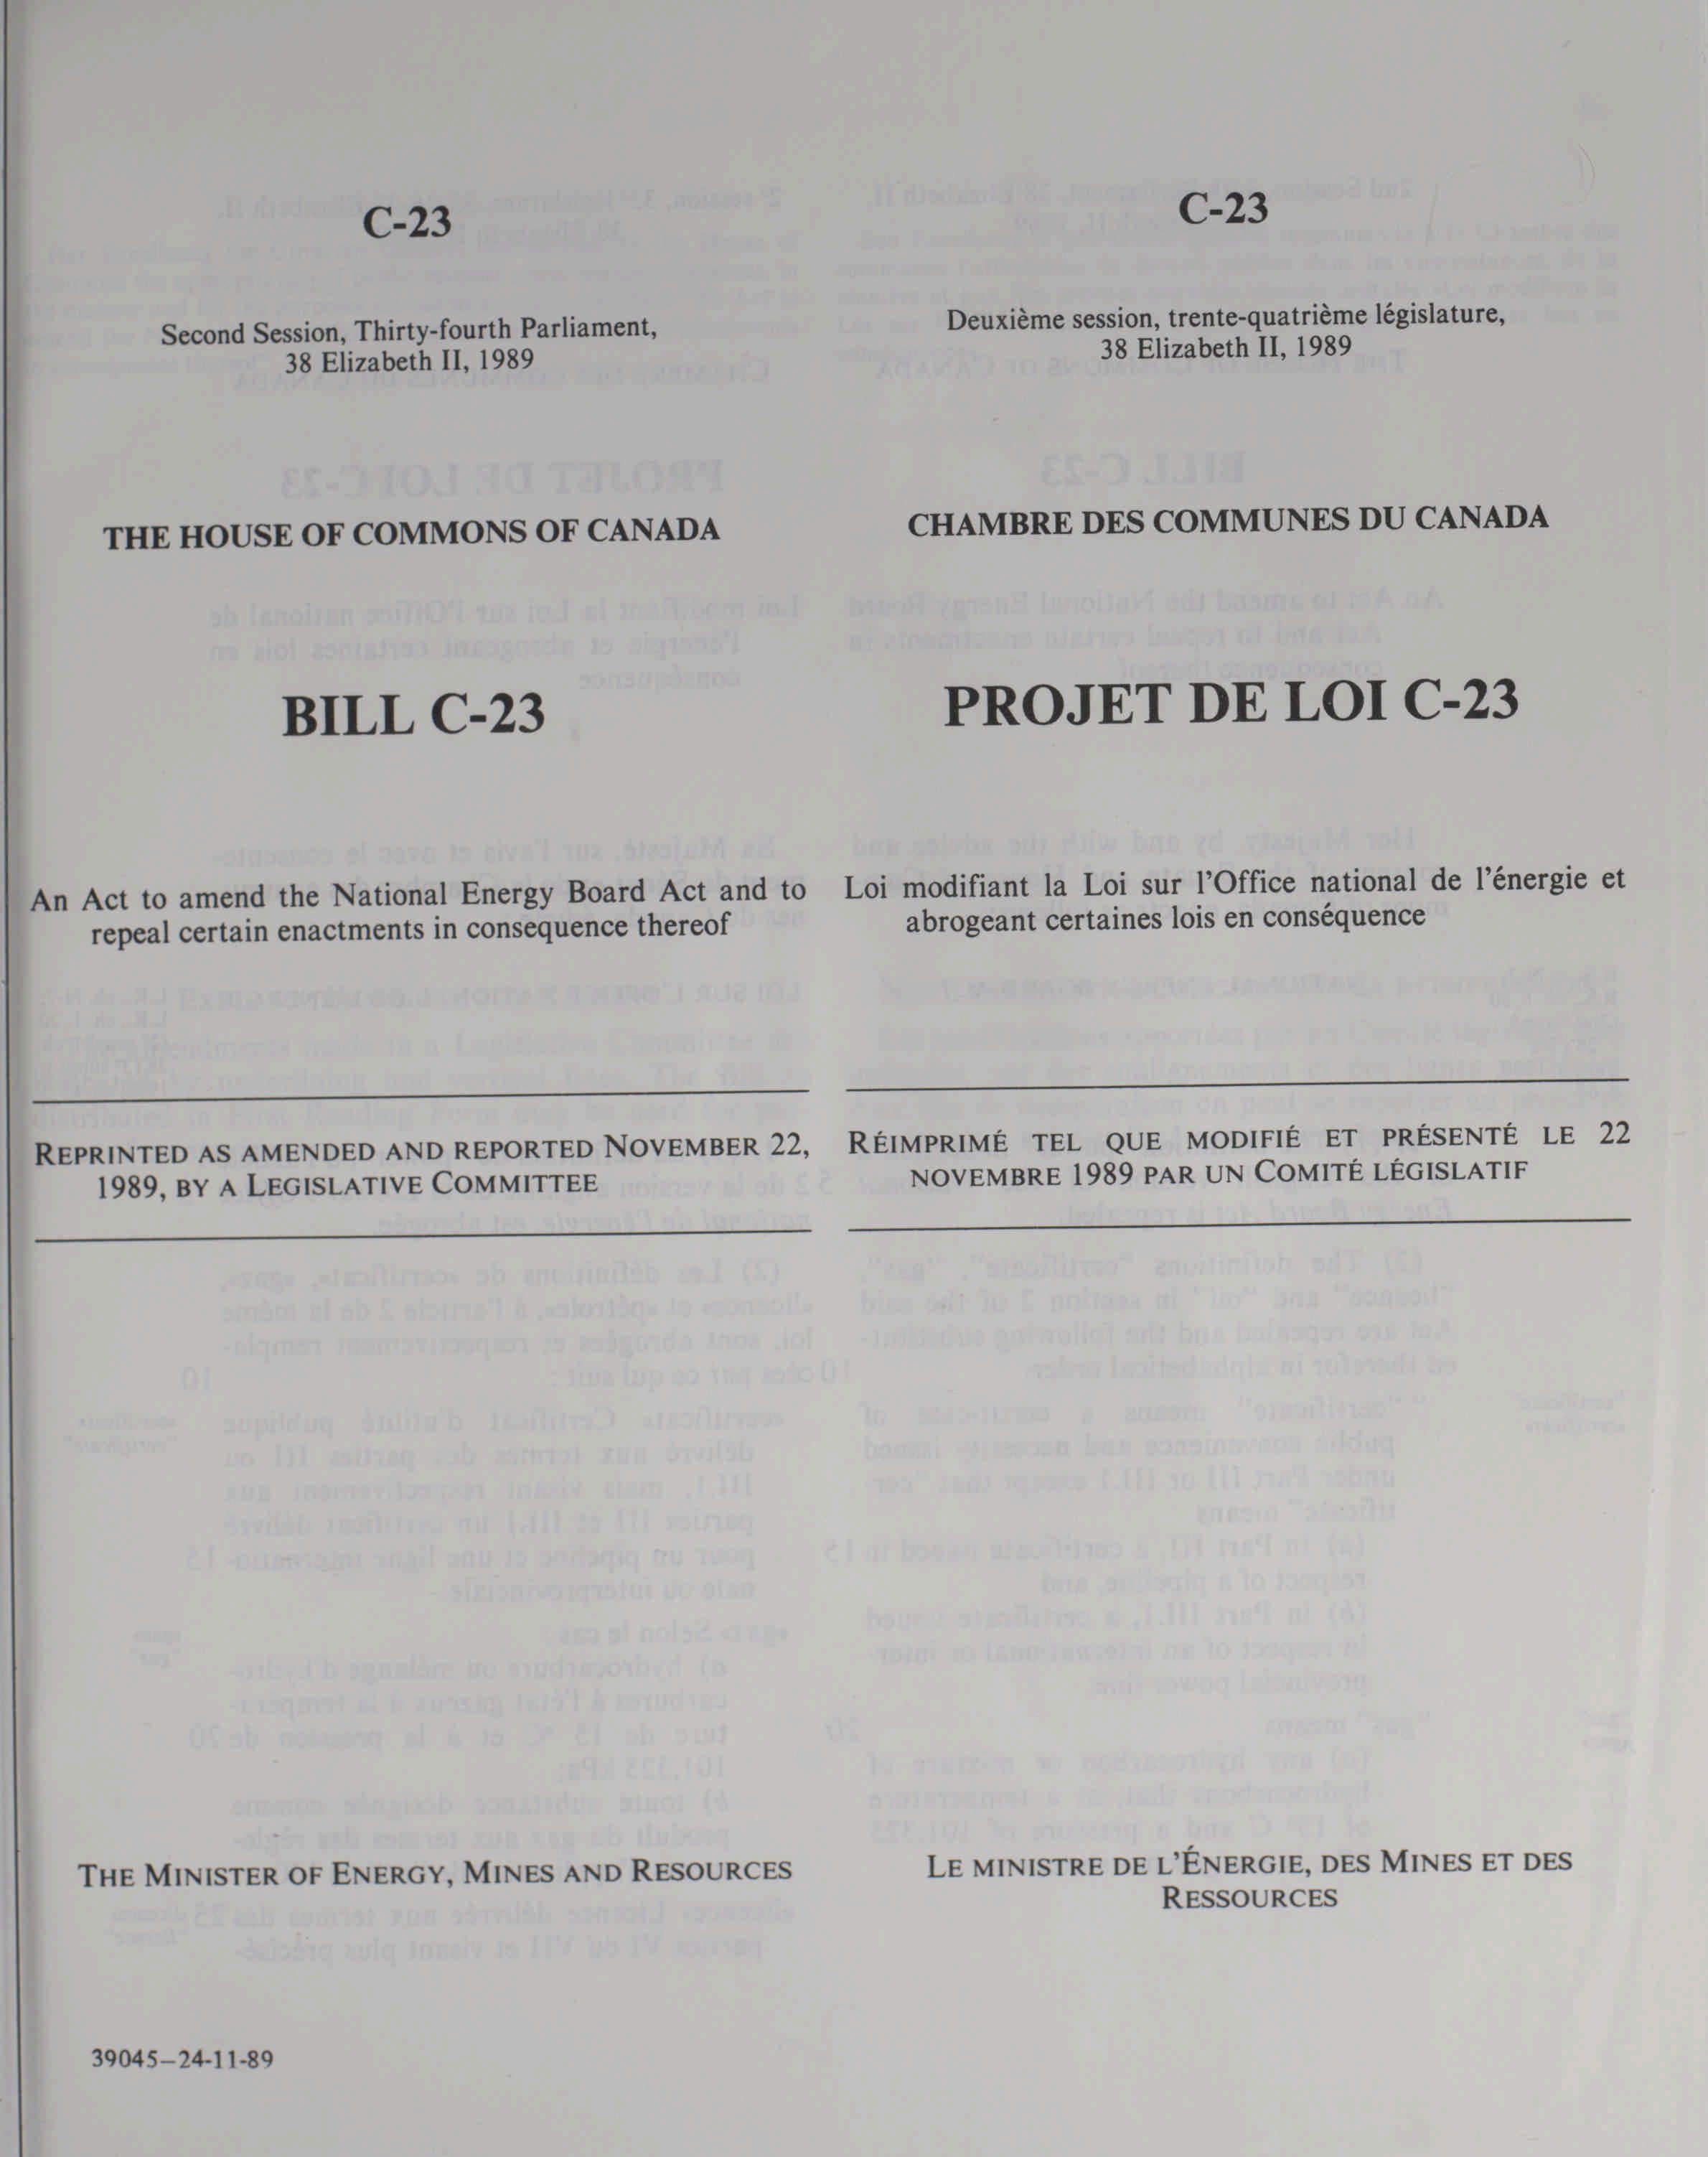 C-23
Second Session, Thirty-fourth Parliament,
38 Elizabeth II, 1989
THE HOUSE OF COMMONS OF CANADA
BILL C-23
An Act to amend the National Energy Board Act and to
repeal certain enactments in consequence thereof
REPRINTED AS AMENDED AND REPORTED NOVEMBER 22,
1989, BY A LEGISLATIVE COMMITTEE
THE MINISTER OF ENERGY, MINES AND RESOURCES
39045–24-11-89
C-23
Deuxième session, trente-quatrième législature,
38 Elizabeth II, 1989
CHAMBRE DES COMMUNES DU CANADA
PROJET DE LOI C-23
Loi modifiant la Loi sur l'Office national de l'énergie et
abrogeant certaines lois en conséquence
RÉIMPRIMÉ TEL QUE MODIFIÉ ET PRÉSENTÉ LE 22
NOVEMBRE 1989 PAR UN COMITÉ LÉGISLATIF
LE MINISTRE DE L'ÉNERGIE, DES MINES ET DES
RESSOURCES